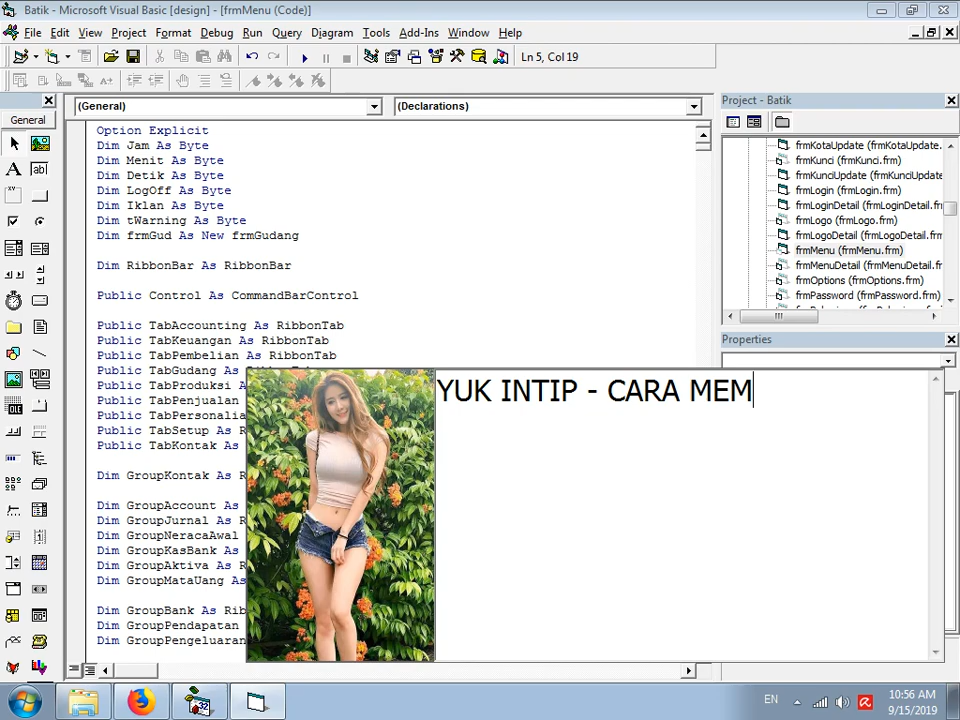 Batik - Microsoft Visual Basic [design] - [frmMenu (Code)]
File Edit View Project Format Debug Run Query Diagram Tools Add-Ins Window Help
Ln 5, Col 19
General
(General) (Declarations)
Option Explicit
Dim Jam As Byte
Dim Menit As Byte
Dim Detik As Byte
Dim LogOff As Byte
Dim Iklan As Byte
Dim tWarning As Byte
Dim frmGud As New frmGudang
Dim RibbonBar As RibbonBar
Public Control As CommandBarControl
Public TabAccounting As RibbonTab
Public TabKeuangan As RibbonTab
Public TabPembelian As RibbonTab
Public TabGudang As
Public TabProduksi A
Public TabPenjualan
Public TabPersonalia
Public TabSetup As R
Public TabKontak As
Dim GroupKontak As R
Dim GroupAccount As
Dim GroupJurnal As R
Dim GroupNeracaAwal
Dim GroupKasBank As
Dim GroupAktiva As R
Dim GroupMataUang As
Dim GroupBank As Rib
Dim GroupPendapatan
Dim GroupPengeluaran
Project - Batik
frmKotaUpdate (frmKotaUpdate.
frmKunci (frmKunci.frm)
frmKunciUpdate (frmKunciUpdate
frmLogin (frmLogin.frm)
frmLoginDetail (frmLoginDetail.fr
frmLogo (frmLogo.frm)
frmLogoDetail (frmLogoDetail.frm
frmMenu (frmMenu.frm)
frmMenuDetail (frmMenuDetail.frm
frmOptions (frmOptions.frm)
frmPassword (frmPassword.frm)
Properties
YUK INTIP - CARA MEM
EN
10:56 AM
9/15/2019